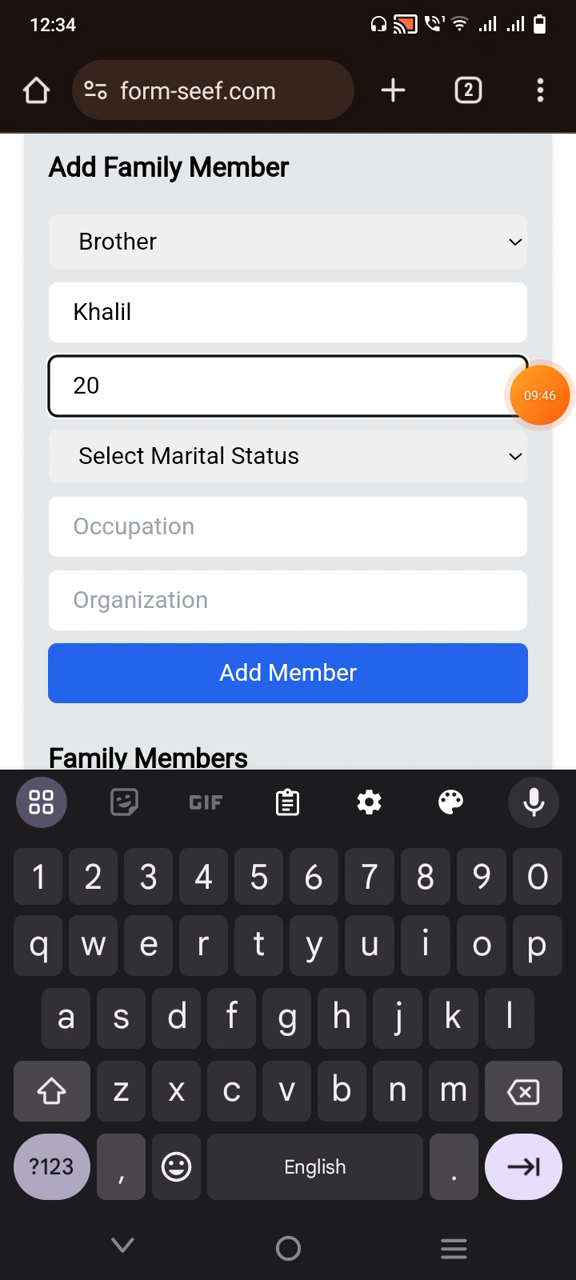 12:34
form-seef.com
2
Add Family Member
Brother
Khalil
20
09:46
Select Marital Status
Occupation
Organization
Add Member
Family Members
GIF
1 2 3 4 5 6 7 8 9 0
q w e r t y u i o p
a s d f g h j k l
z x c v b n m
?123 , English .